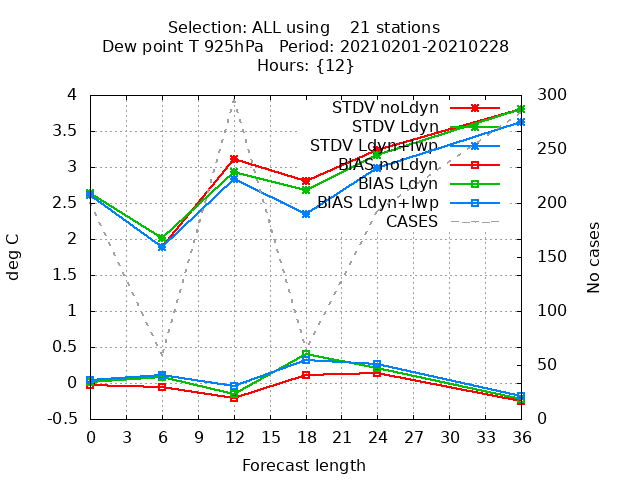 Selection: ALL using    21 stations
Dew point T 925hPa   Period: 20210201-20210228
Hours: {12}
4
3.5
3
2.5
2
1.5
1
0.5
0
-0.5
300
250
200
150
100
50
0
STDV noLdyn
STDV Ldyn
STDV Ldyn+lwp
BIAS noLdyn
BIAS Ldyn
BIAS Ldyn+lwp
CASES
deg C
No cases
0 3 6 9 12 15 18 21 24 27 30 33 36
Forecast length